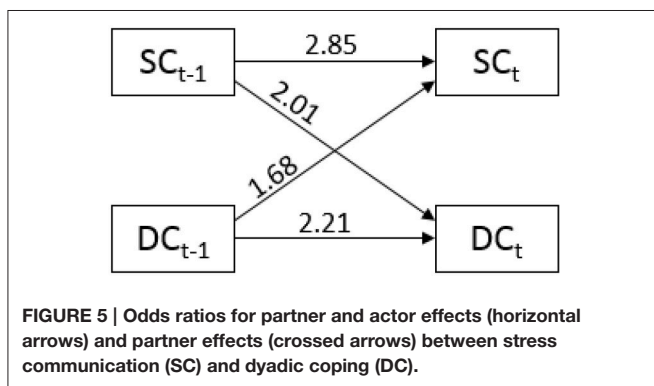 SCt-1 2.85 SCt
2.01
1.68
DCt-1 2.21 DCt
FIGURE 5 | Odds ratios for partner and actor effects (horizontal
arrows) and partner effects (crossed arrows) between stress
communication (SC) and dyadic coping (DC).